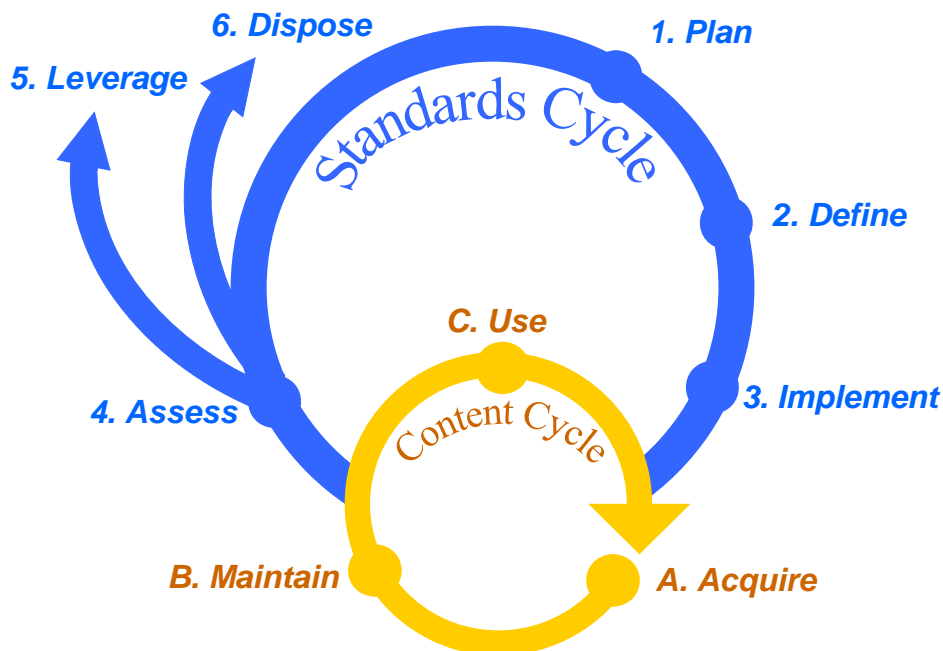 6. Dispose
1. Plan
5. Leverage
Standards Cycle
2. Define
C. Use
3. Implement
4. Assess
Content Cycle
B. Maintain
A. Acquire